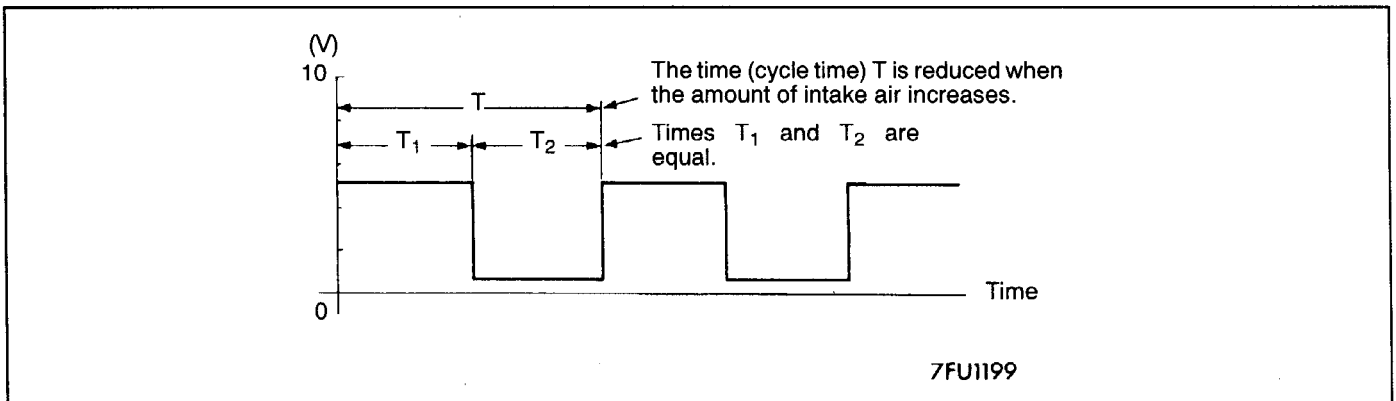 (V)
10
T
The time (cycle time) T is reduced when
the amount of intake air increases.
T₁
T₂
Times T₁ and T₂ are
equal.
0
Time
7FU1199